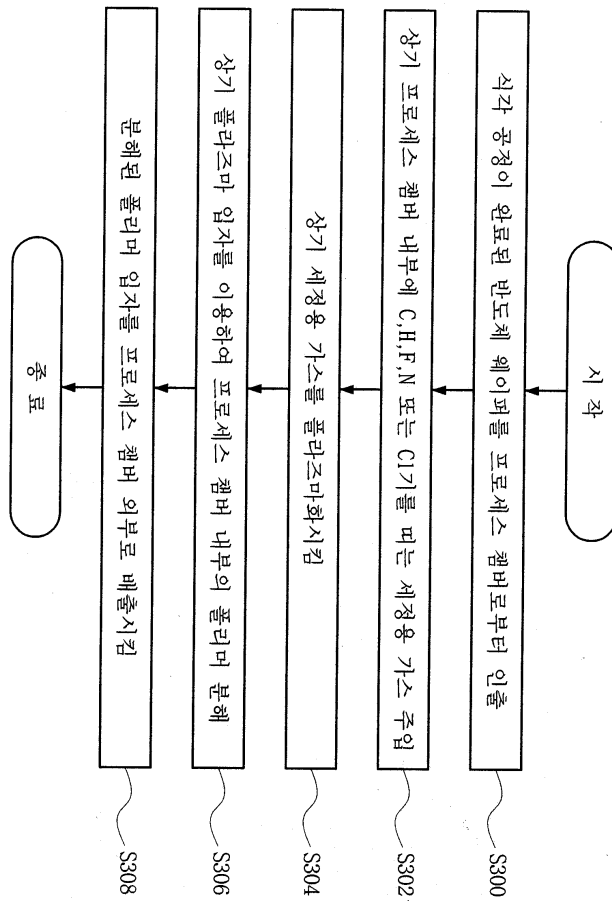 시 작
식각 공정이 완료된 반도체 웨이퍼를 프로세스 챔버로부터 인출
S300
상기 프로세스 챔버 내부에 C,H,F,N 또는 Cl기를 띠는 세정용 가스 주입
S302
상기 세정용 가스를 플라즈마화시킴
S304
상기 플라즈마 입자를 이용하여 프로세스 챔버 내부의 폴리머 분해
S306
분해된 폴리머 입자를 프로세스 챔버 외부로 배출시킴
S308
종 료